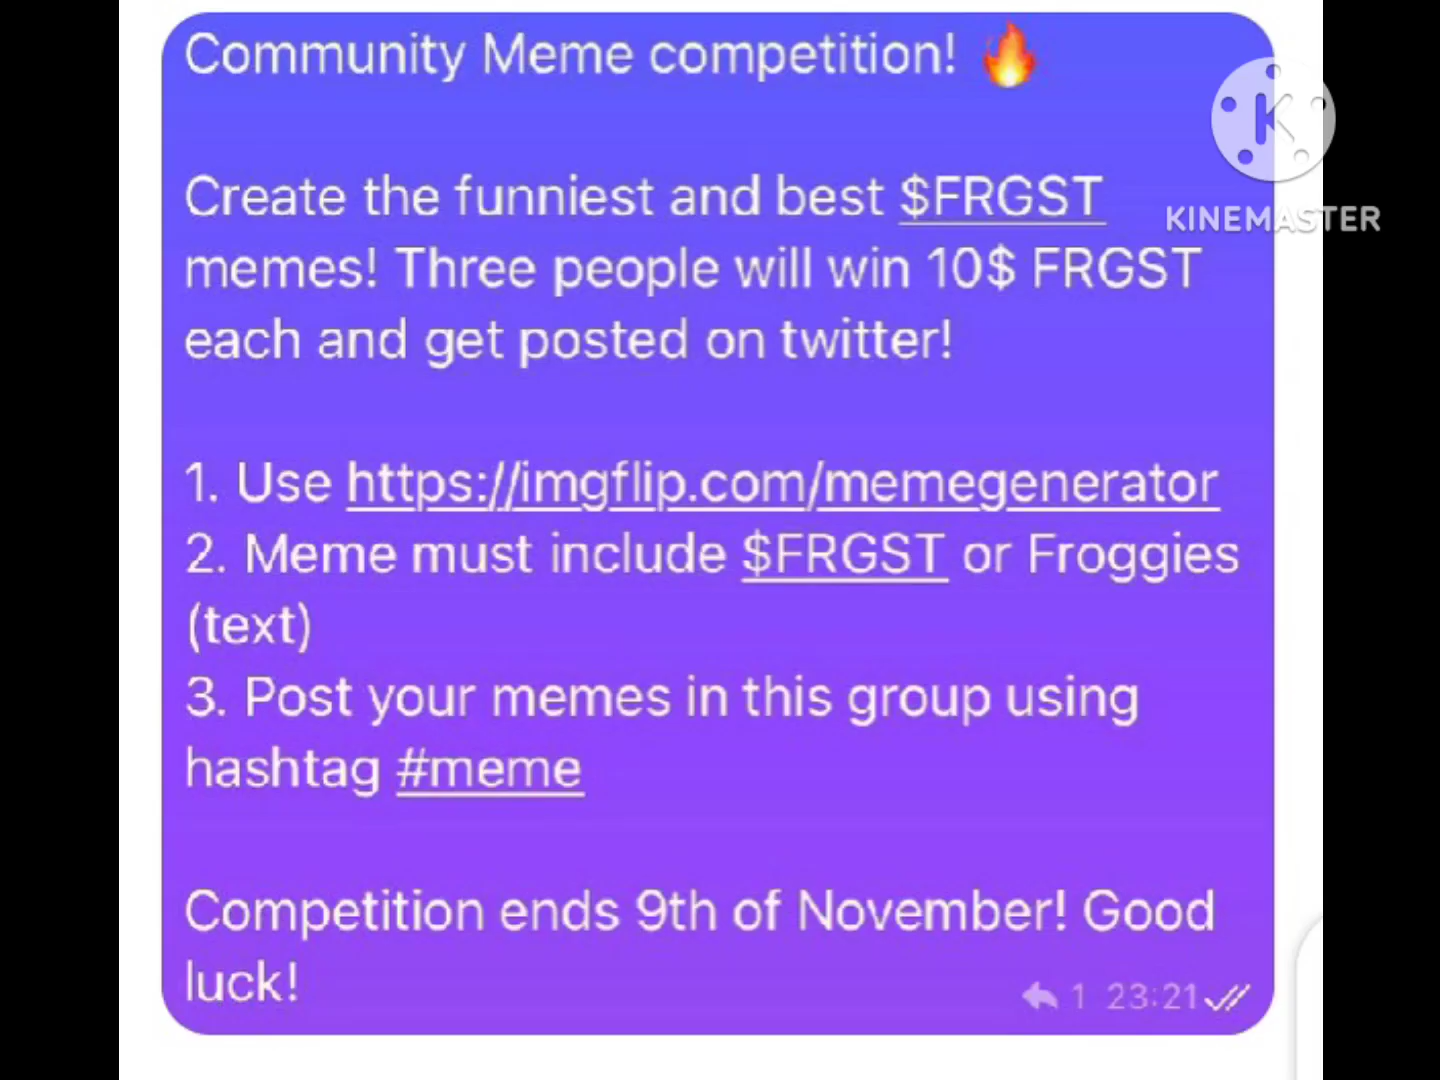 Community Meme competition! 🔥
Create the funniest and best $FRGST
memes! Three people will win 10$ FRGST
each and get posted on twitter!
1. Use https://imgflip.com/memegenerator
2. Meme must include $FRGST or Froggies
(text)
3. Post your memes in this group using
hashtag #meme
Competition ends 9th of November! Good
luck!
1 23:21
K
KINEMASTER